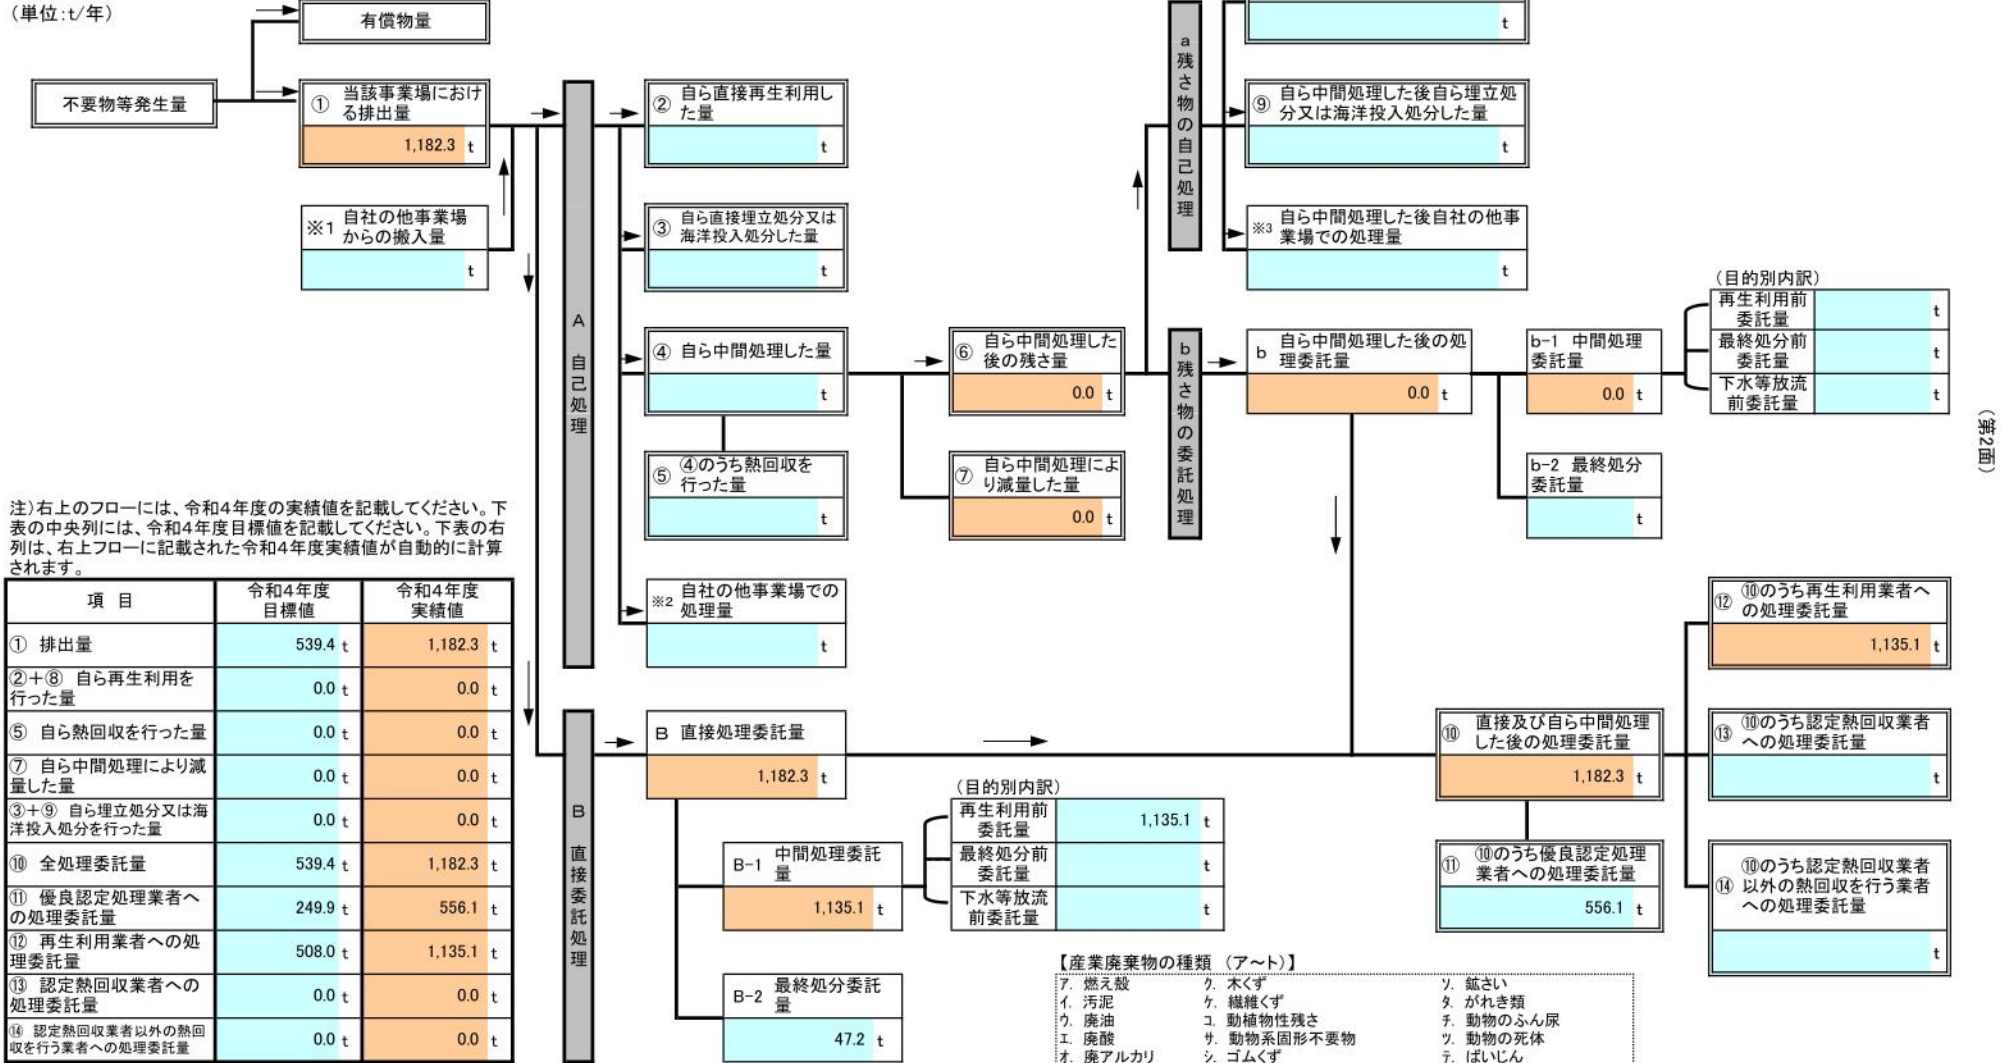 (単位:t/年)
有償物量
不要物等発生量
① 当該事業場におけ
る排出量
1,182.3 t
※1 自社の他事業場
からの搬入量
t
A 自己処理
② 自ら直接再生利用し
た量
t
③ 自ら直接埋立処分又は
海洋投入処分した量
t
④ 自ら中間処理した量
t
⑤ ④のうち熱回収を
行った量
t
※2 自社の他事業場での
処理量
t
⑥ 自ら中間処理した
後の残さ量
0.0 t
⑦ 自ら中間処理によ
り減量した量
0.0 t
a 残さ物の自己処理
t
⑨ 自ら中間処理した後自ら埋立処
分又は海洋投入処分した量
t
※3 自ら中間処理した後自社の他事
業場での処理量
t
b 残さ物の委託処理
b 自ら中間処理した後の処
理委託量
0.0 t
b-1 中間処理
委託量
0.0 t
(目的別内訳)
再生利用前
委託量
t
最終処分前
委託量
t
下水等放流
前委託量
t
b-2 最終処分
委託量
t
(第2面)
注)右上のフローには、令和4年度の実績値を記載してください。下
表の中央列には、令和4年度目標値を記載してください。下表の右
列は、右上フローに記載された令和4年度実績値が自動的に計算
されます。
項 目 令和4年度 目標値 令和4年度 実績値
① 排出量 539.4 t 1,182.3 t
②+⑧ 自ら再生利用を
行った量 0.0 t 0.0 t
⑤ 自ら熱回収を行った量 0.0 t 0.0 t
⑦ 自ら中間処理により減
量した量 0.0 t 0.0 t
③+⑨ 自ら埋立処分又は海
洋投入処分を行った量 0.0 t 0.0 t
⑩ 全処理委託量 539.4 t 1,182.3 t
⑪ 優良認定処理業者へ
の処理委託量 249.9 t 556.1 t
⑫ 再生利用業者への処
理委託量 508.0 t 1,135.1 t
⑬ 認定熱回収業者への
処理委託量 0.0 t 0.0 t
⑭ 認定熱回収業者以外の熱回
収を行う業者への処理委託量 0.0 t 0.0 t
B 直接委託処理
B 直接処理委託量
1,182.3 t
B-1 中間処理委託
量
1,135.1 t
(目的別内訳)
再生利用前
委託量
1,135.1 t
最終処分前
委託量
t
下水等放流
前委託量
t
B-2 最終処分委託
量
47.2 t
⑩ 直接及び自ら中間処理
した後の処理委託量
1,182.3 t
⑪ ⑩のうち優良認定処理
業者への処理委託量
556.1 t
⑫ ⑩のうち再生利用業者へ
の処理委託量
1,135.1 t
⑬ ⑩のうち認定熱回収業者
への処理委託量
t
⑭ ⑩のうち認定熱回収業者
以外の熱回収を行う業者
への処理委託量
t
【産業廃棄物の種類 (ア~ト)】
ア. 燃え殻 ク. 木くず ソ. 鉱さい
イ. 汚泥 ケ. 繊維くず タ. がれき類
ウ. 廃油 コ. 動植物性残さ チ. 動物のふん尿
エ. 廃酸 サ. 動物系固形不要物 ツ. 動物の死体
オ. 廃アルカリ シ. ゴムくず テ. ばいじん